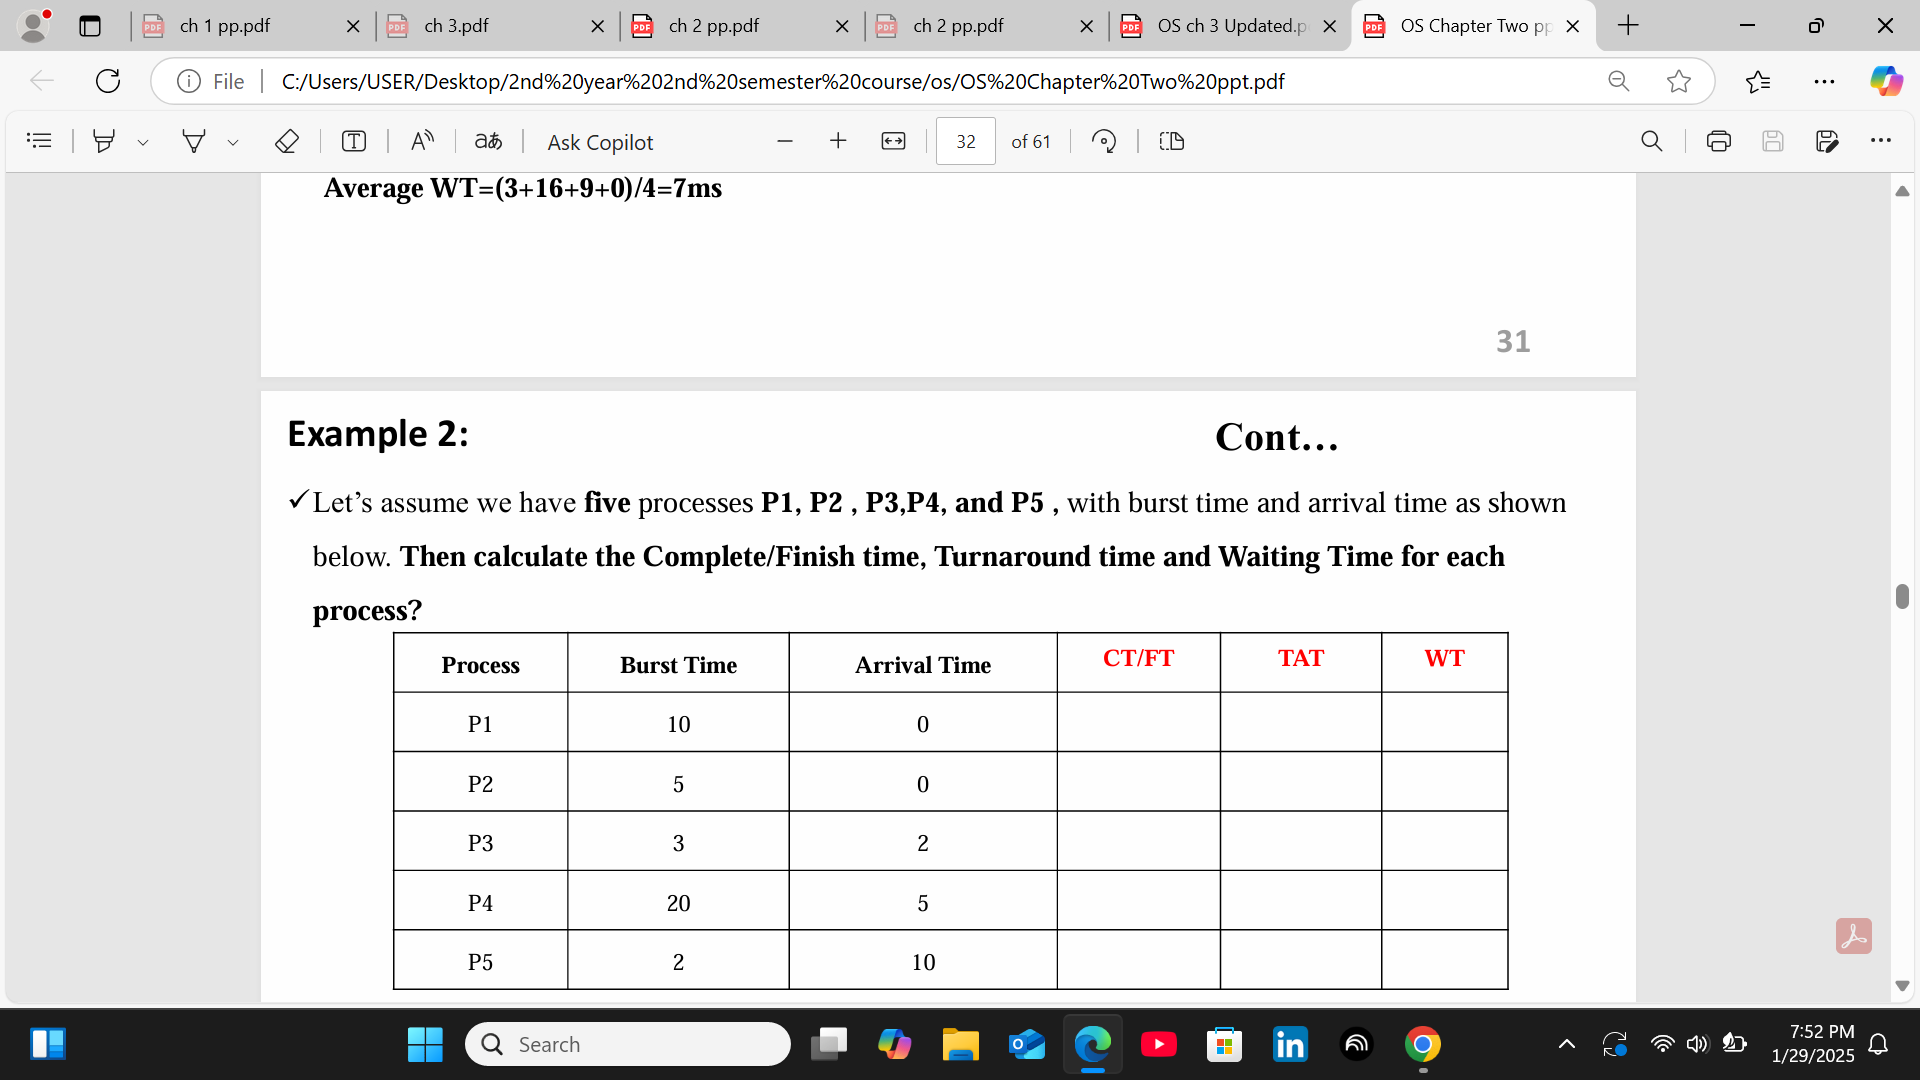 ch 1 pp.pdf
ch 3.pdf
ch 2 pp.pdf
ch 2 pp.pdf
OS ch 3 Updated.p
OS Chapter Two pp
File
C:/Users/USER/Desktop/2nd%20year%202nd%20semester%20course/os/OS%20Chapter%20Two%20ppt.pdf
Ask Copilot
32 of 61
Average WT=(3+16+9+0)/4=7ms
31
Example 2:
Cont...
✓Let's assume we have five processes P1, P2 , P3,P4, and P5 , with burst time and arrival time as shown
below. Then calculate the Complete/Finish time, Turnaround time and Waiting Time for each
process?
Process Burst Time Arrival Time CT/FT TAT WT
P1 10 0
P2 5 0
P3 3 2
P4 20 5
P5 2 10
Search
7:52 PM
1/29/2025